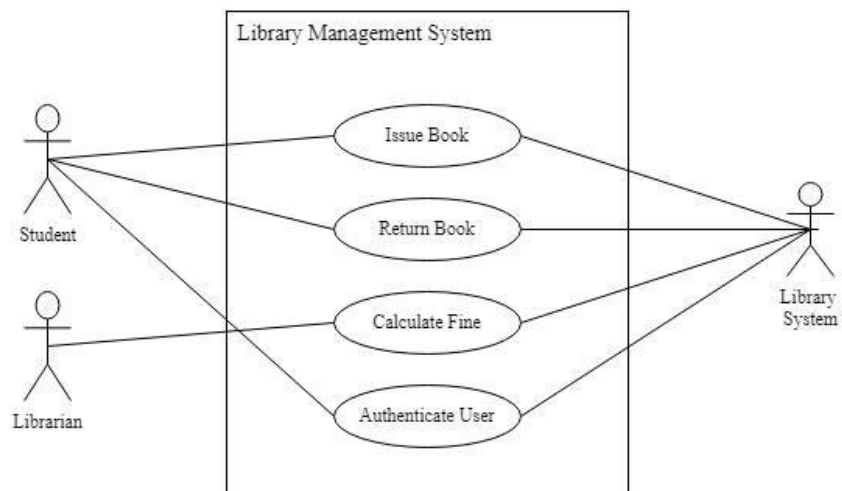 Library Management System
Issue Book
Student
Return Book
Library
System
Calculate Fine
Librarian
Authenticate User